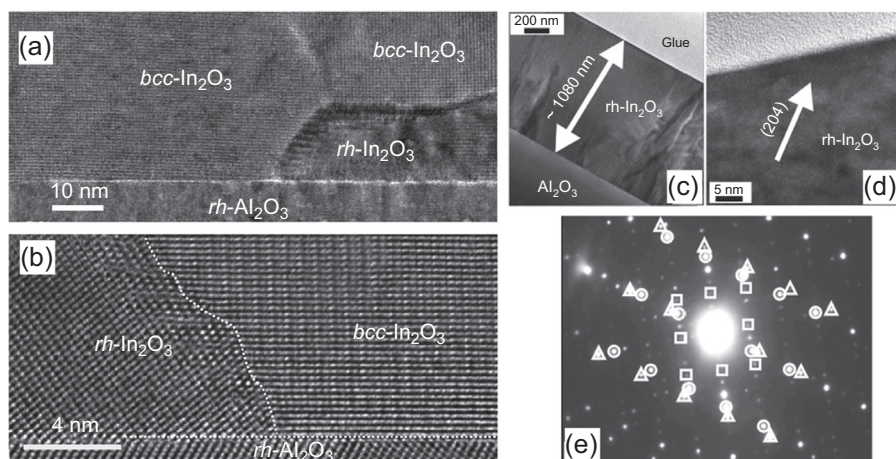 (a)
bcc-In₂O₃
bcc-In₂O₃
rh-In₂O₃
10 nm
rh-Al₂O₃
(b)
rh-In₂O₃
bcc-In₂O₃
4 nm
rh-Al₂O₃
200 nm
Glue
~ 1080 nm
rh-In₂O₃
Al₂O₃
(c)
(d)
(204)
rh-In₂O₃
5 nm
(e)